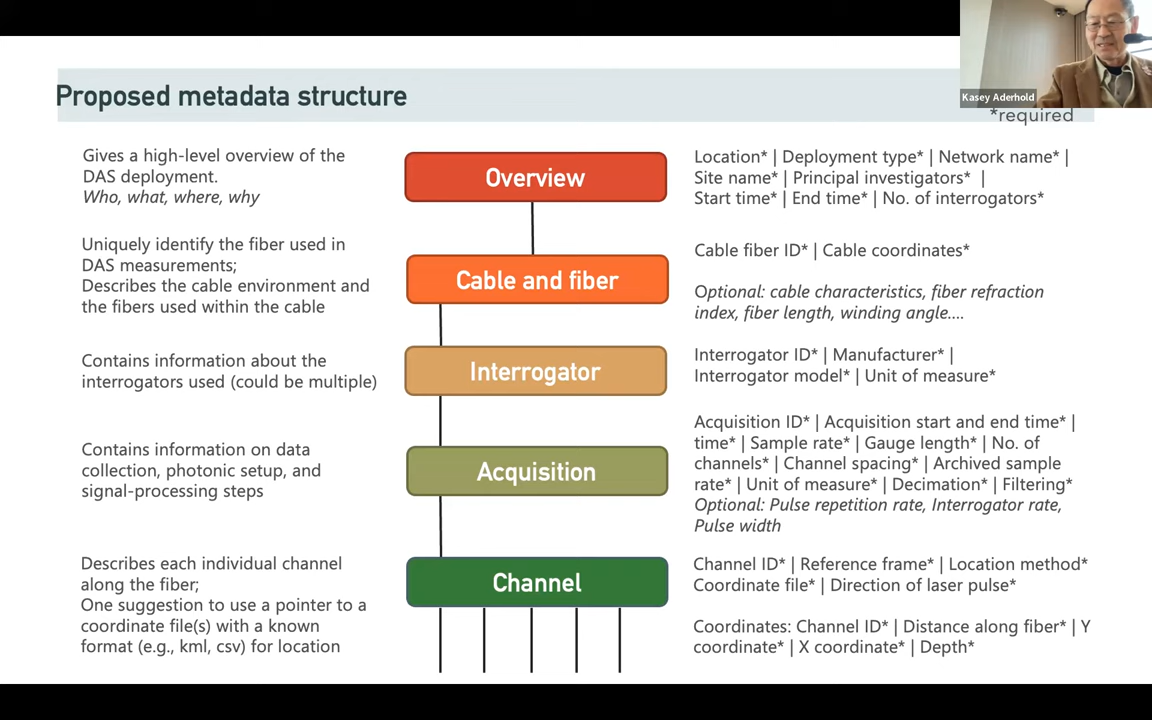 Kasey Aderhold
Proposed metadata structure
*required
Gives a high-level overview of the
DAS deployment.
Who, what, where, why
Overview
Location* | Deployment type* | Network name* |
Site name* | Principal investigators* |
Start time* | End time* | No. of interrogators*
Uniquely identify the fiber used in
DAS measurements;
Describes the cable environment and
the fibers used within the cable
Cable and fiber
Cable fiber ID* | Cable coordinates*
Optional: cable characteristics, fiber refraction
index, fiber length, winding angle....
Contains information about the
interrogators used (could be multiple)
Interrogator
Interrogator ID* | Manufacturer* |
Interrogator model* | Unit of measure*
Contains information on data
collection, photonic setup, and
signal-processing steps
Acquisition
Acquisition ID* | Acquisition start and end time* |
time* | Sample rate* | Gauge length* | No. of
channels* | Channel spacing* | Archived sample
rate* | Unit of measure* | Decimation* | Filtering*
Optional: Pulse repetition rate, Interrogator rate,
Pulse width
Describes each individual channel
along the fiber;
One suggestion to use a pointer to a
coordinate file(s) with a known
format (e.g., kml, csv) for location
Channel
Channel ID* | Reference frame* | Location method*
Coordinate file* | Direction of laser pulse*
Coordinates: Channel ID* | Distance along fiber* | Y
coordinate* | X coordinate* | Depth*